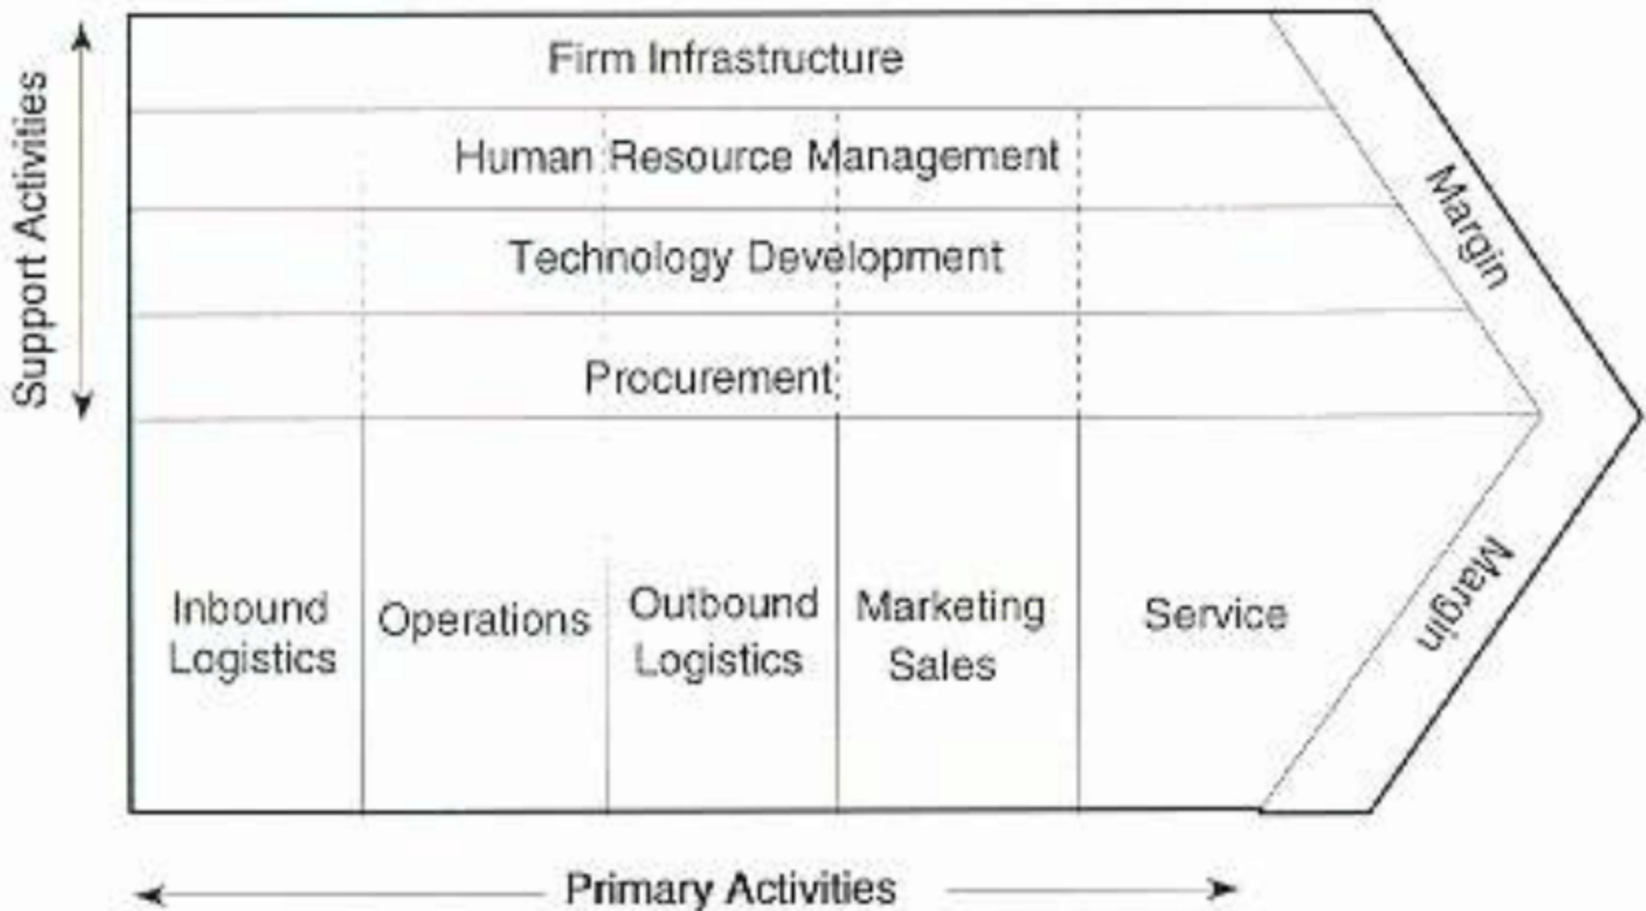 Support Activities
Firm Infrastructure
Human Resource Management
Technology Development
Procurement
Margin
Inbound
Logistics
Operations
Outbound
Logistics
Marketing
Sales
Service
Margin
Primary Activities